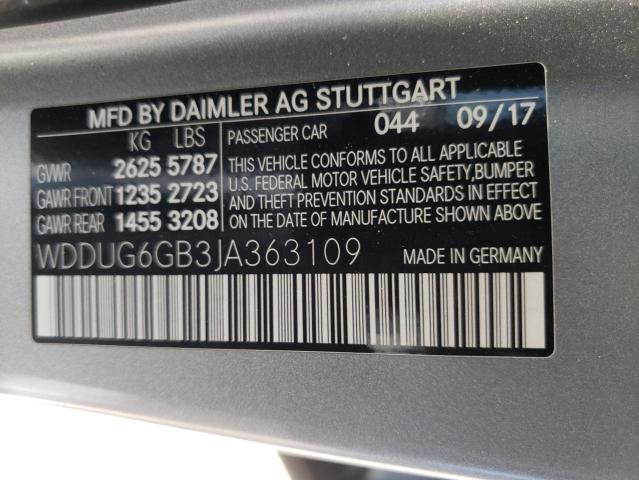 MFD BY DAIMLER AG STUTTGART
KG LBS PASSENGER CAR 044 09/17
GVWR 2625 5787
GAWR FRONT 1235 2723
GAWR REAR 1455 3208
THIS VEHICLE CONFORMS TO ALL APPLICABLE
U.S. FEDERAL MOTOR VEHICLE SAFETY,BUMPER
AND THEFT PREVENTION STANDARDS IN EFFECT
ON THE DATE OF MANUFACTURE SHOWN ABOVE.
WDDUG6GB3JA363109 MADE IN GERMANY